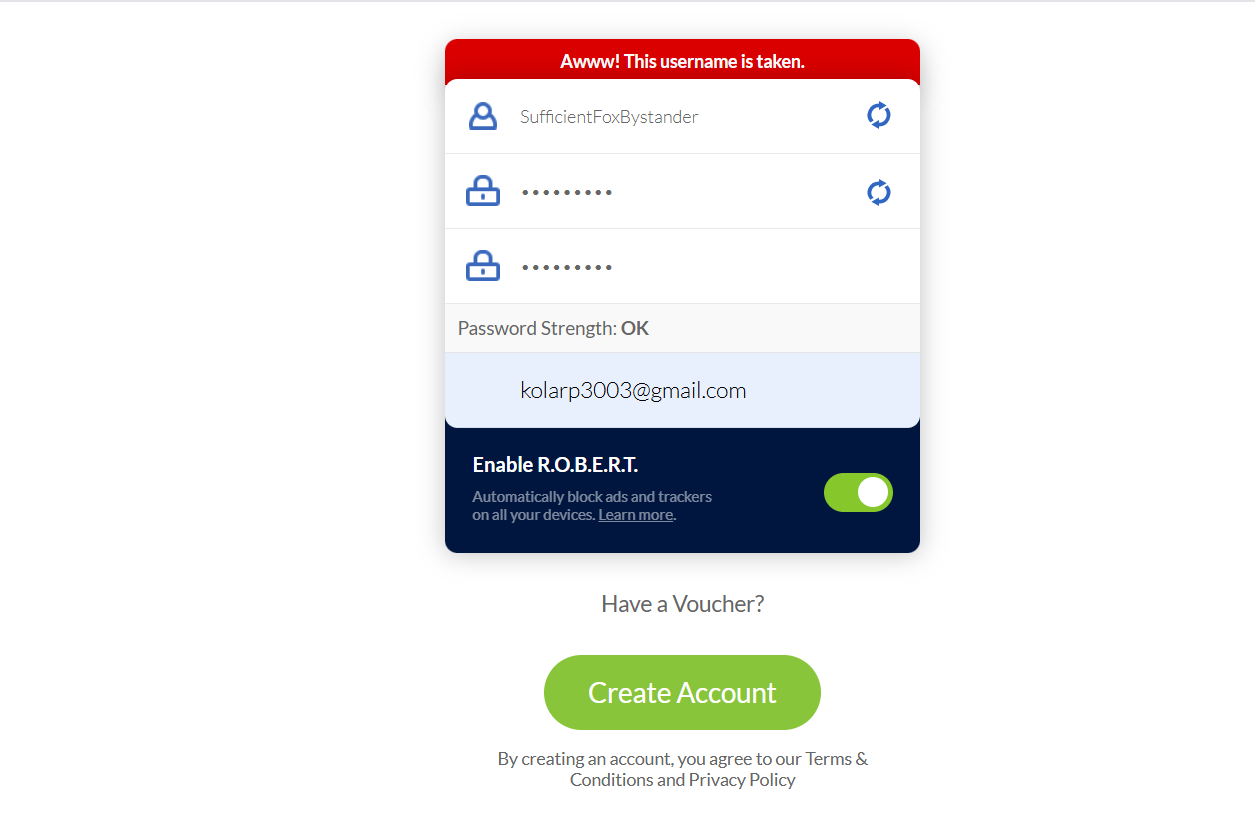 Awww! This username is taken.
SufficientFoxBystander
•••••••••
•••••••••
Password Strength: OK
kolarp3003@gmail.com
Enable R.O.B.E.R.T.
Automatically block ads and trackers
on all your devices. Learn more.
Have a Voucher?
Create Account
By creating an account, you agree to our Terms &
Conditions and Privacy Policy